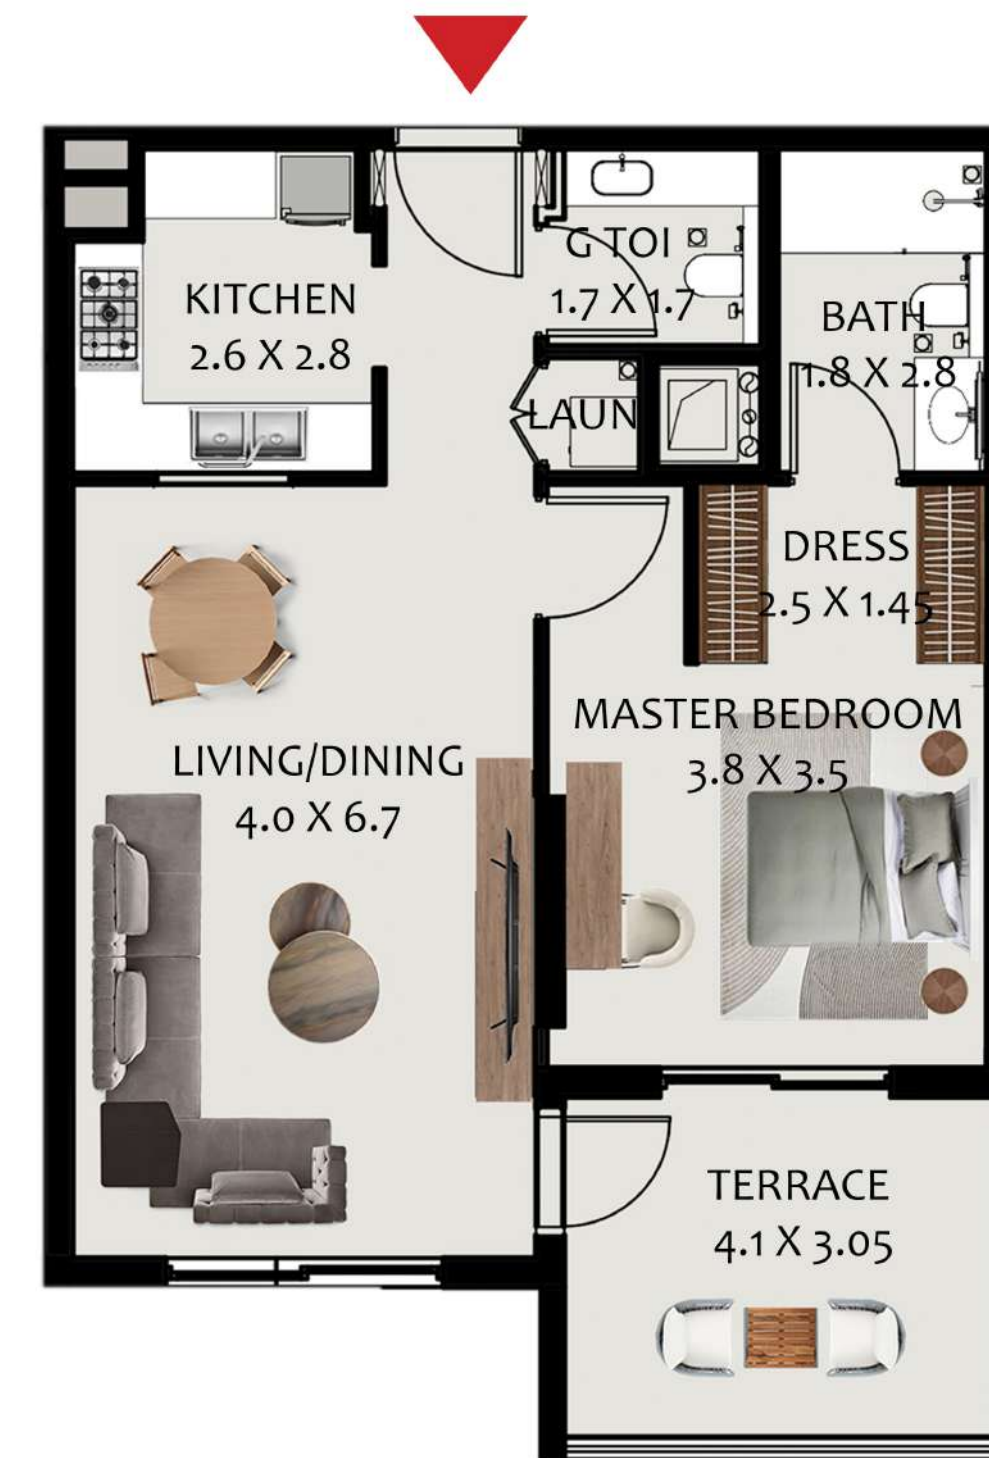 G TOI
1.7 X 1.7
KITCHEN
2.6 X 2.8
BATH
1.8 X 2.8
LAUN
DRESS
2.5 X 1.45
MASTER BEDROOM
3.8 X 3.5
LIVING/DINING
4.0 X 6.7
TERRACE
4.1 X 3.05